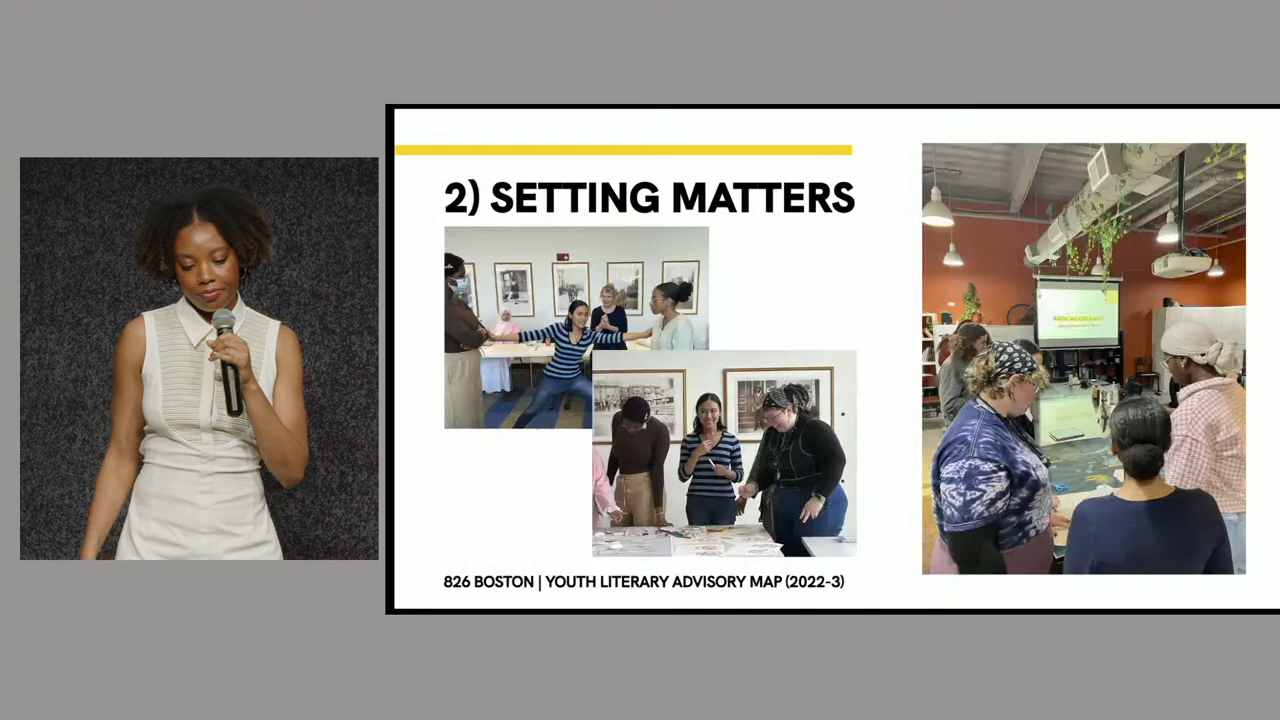 2) SETTING MATTERS
826 BOSTON | YOUTH LITERARY ADVISORY MAP (2022-3)